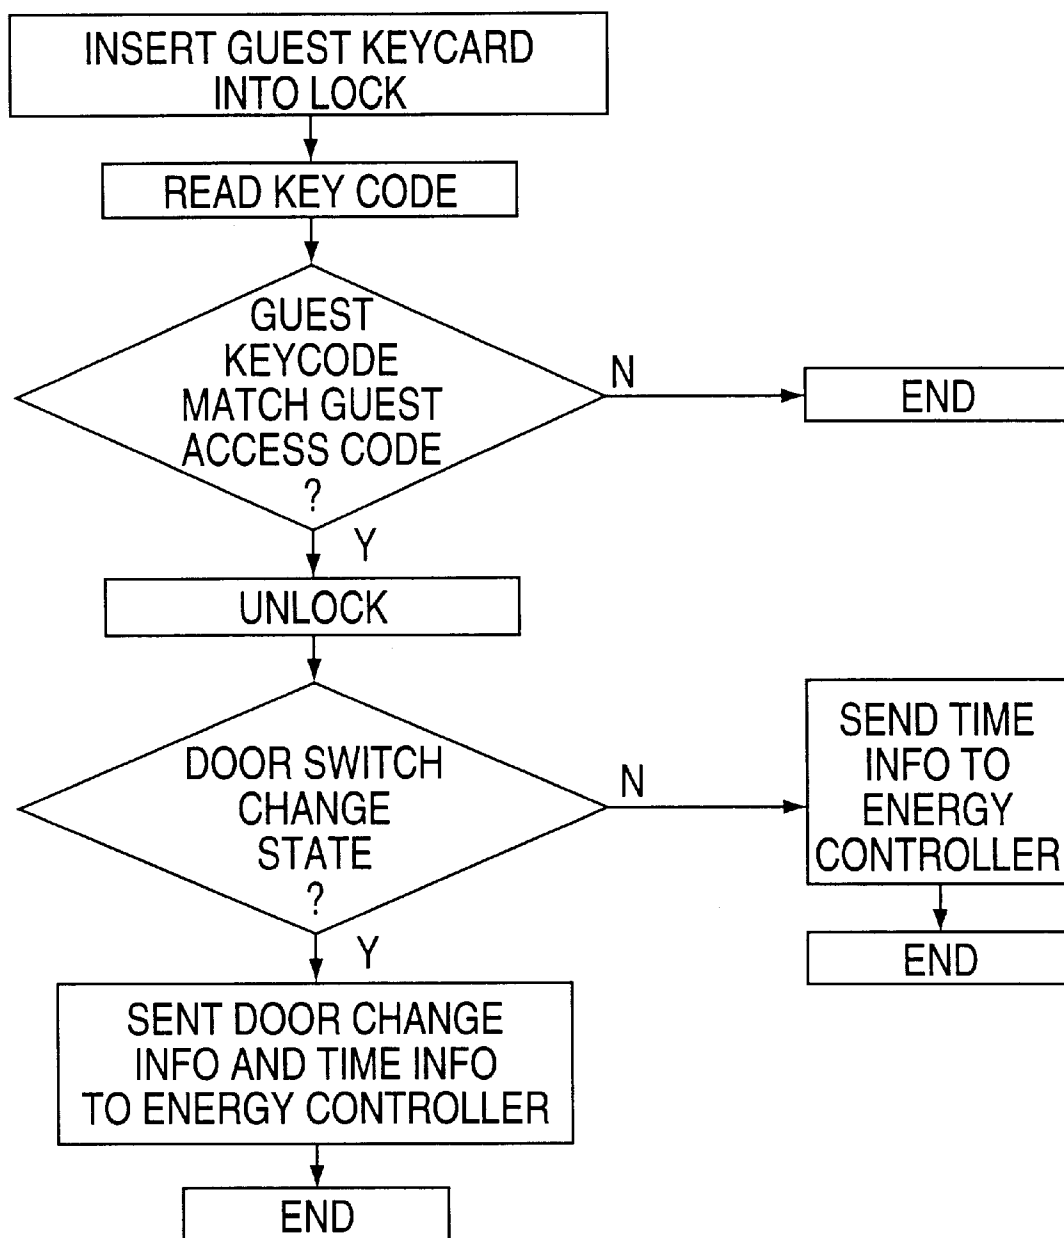 INSERT GUEST KEYCARD
INTO LOCK
READ KEY CODE
GUEST
KEYCODE
MATCH GUEST
ACCESS CODE
?
N
END
Y
UNLOCK
DOOR SWITCH
CHANGE
STATE
?
N
SEND TIME
INFO TO
ENERGY
CONTROLLER
END
Y
SENT DOOR CHANGE
INFO AND TIME INFO
TO ENERGY CONTROLLER
END